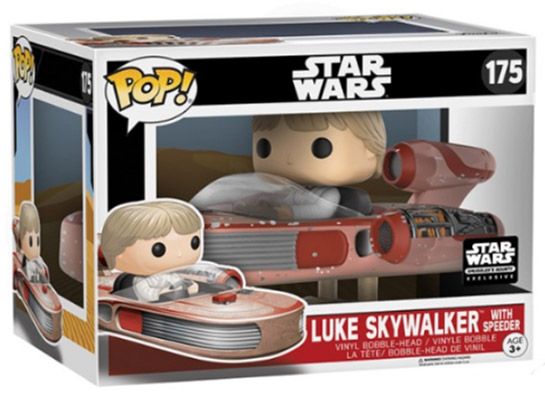 175
POP!
STAR
WARS
175
STAR
WARS
SMUGGLER'S BOUNTY
EXCLUSIVE
LUKE SKYWALKER™ WITH SPEEDER
VINYL BOBBLE-HEAD / VINYLE BOBBLE
LA TÊTE / BOBBLE-HEAD DE VINIL
AGE
3+